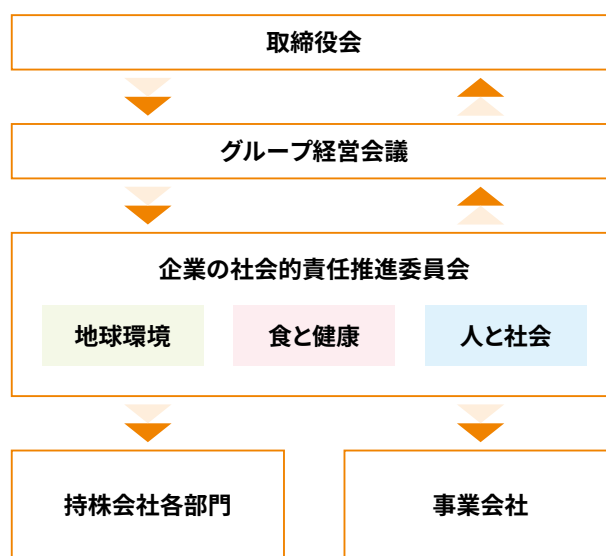 取締役会
グループ経営会議
企業の社会的責任推進委員会
地球環境
食と健康
人と社会
持株会社各部門
事業会社